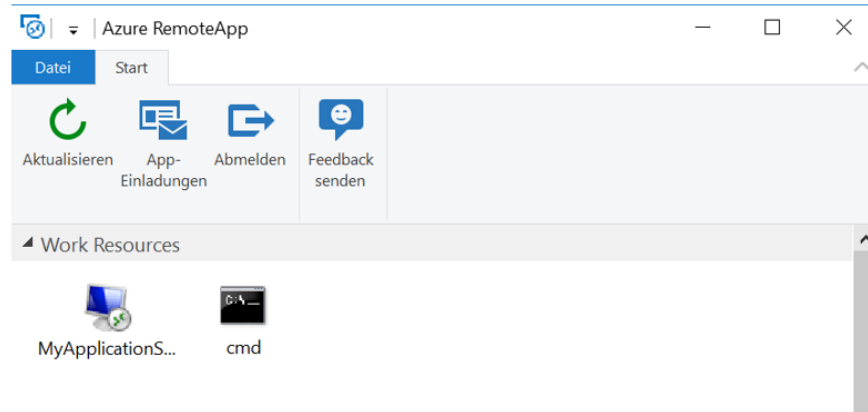 Azure RemoteApp
Datei Start
Aktualisieren App-Einladungen Abmelden Feedback senden
Work Resources
C:\_
MyApplicationS... cmd